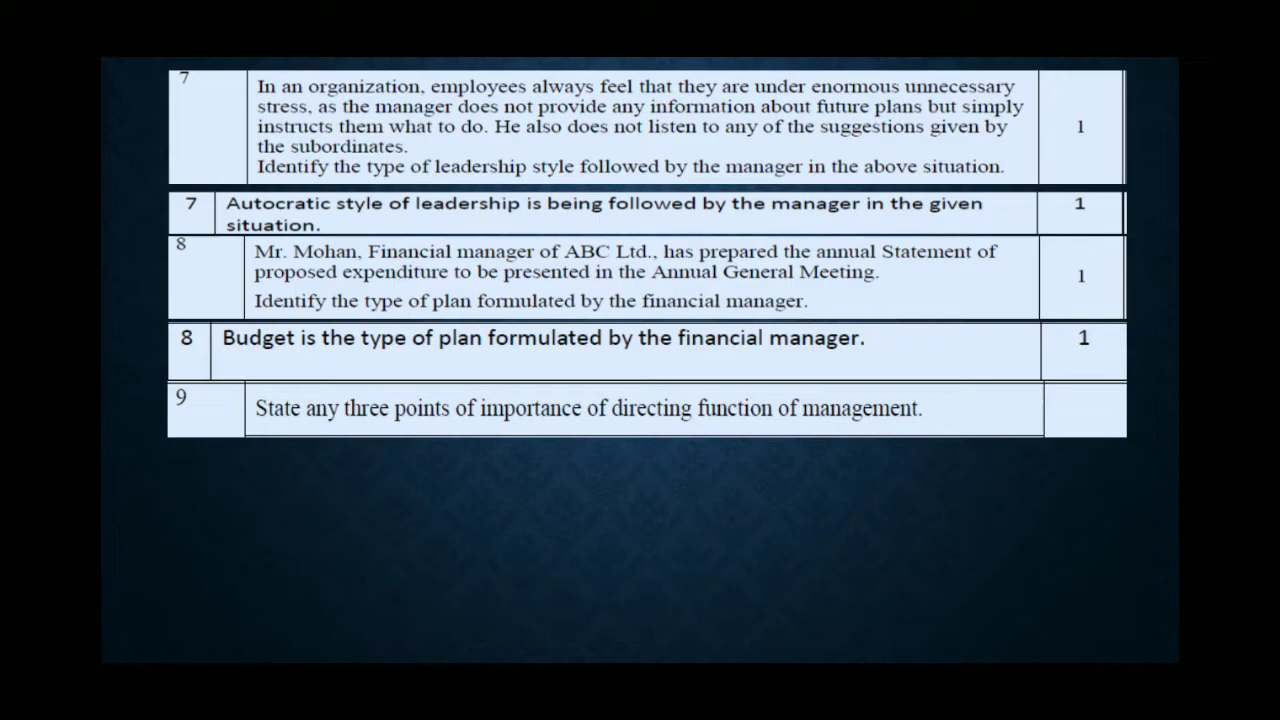 7
In an organization, employees always feel that they are under enormous unnecessary
stress, as the manager does not provide any information about future plans but simply
instructs them what to do. He also does not listen to any of the suggestions given by
the subordinates.
Identify the type of leadership style followed by the manager in the above situation.
1
7 Autocratic style of leadership is being followed by the manager in the given 1
situation.
8
Mr. Mohan, Financial manager of ABC Ltd., has prepared the annual Statement of
proposed expenditure to be presented in the Annual General Meeting.
1
Identify the type of plan formulated by the financial manager.
8 Budget is the type of plan formulated by the financial manager. 1
9
State any three points of importance of directing function of management.